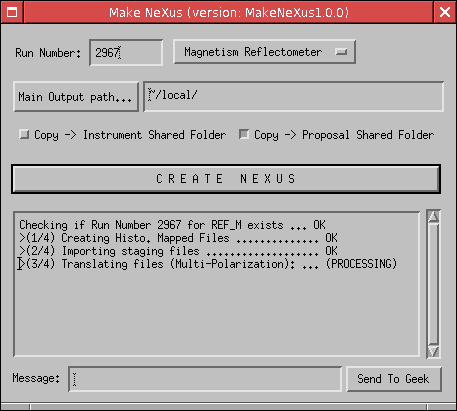 Make NeXus (version: MakeNeXus1.0.0)
Run Number: 2967 Magnetism Reflectometer
Main Output path... ~/local/
Copy -> Instrument Shared Folder Copy -> Proposal Shared Folder
CREATE NEXUS
Checking if Run Number 2967 for REF_M exists ... OK
>(1/4) Creating Histo. Mapped Files .............. OK
>(2/4) Importing staging files ................... OK
>(3/4) Translating files (Multi-Polarization): ... (PROCESSING)
Message: Send To Geek